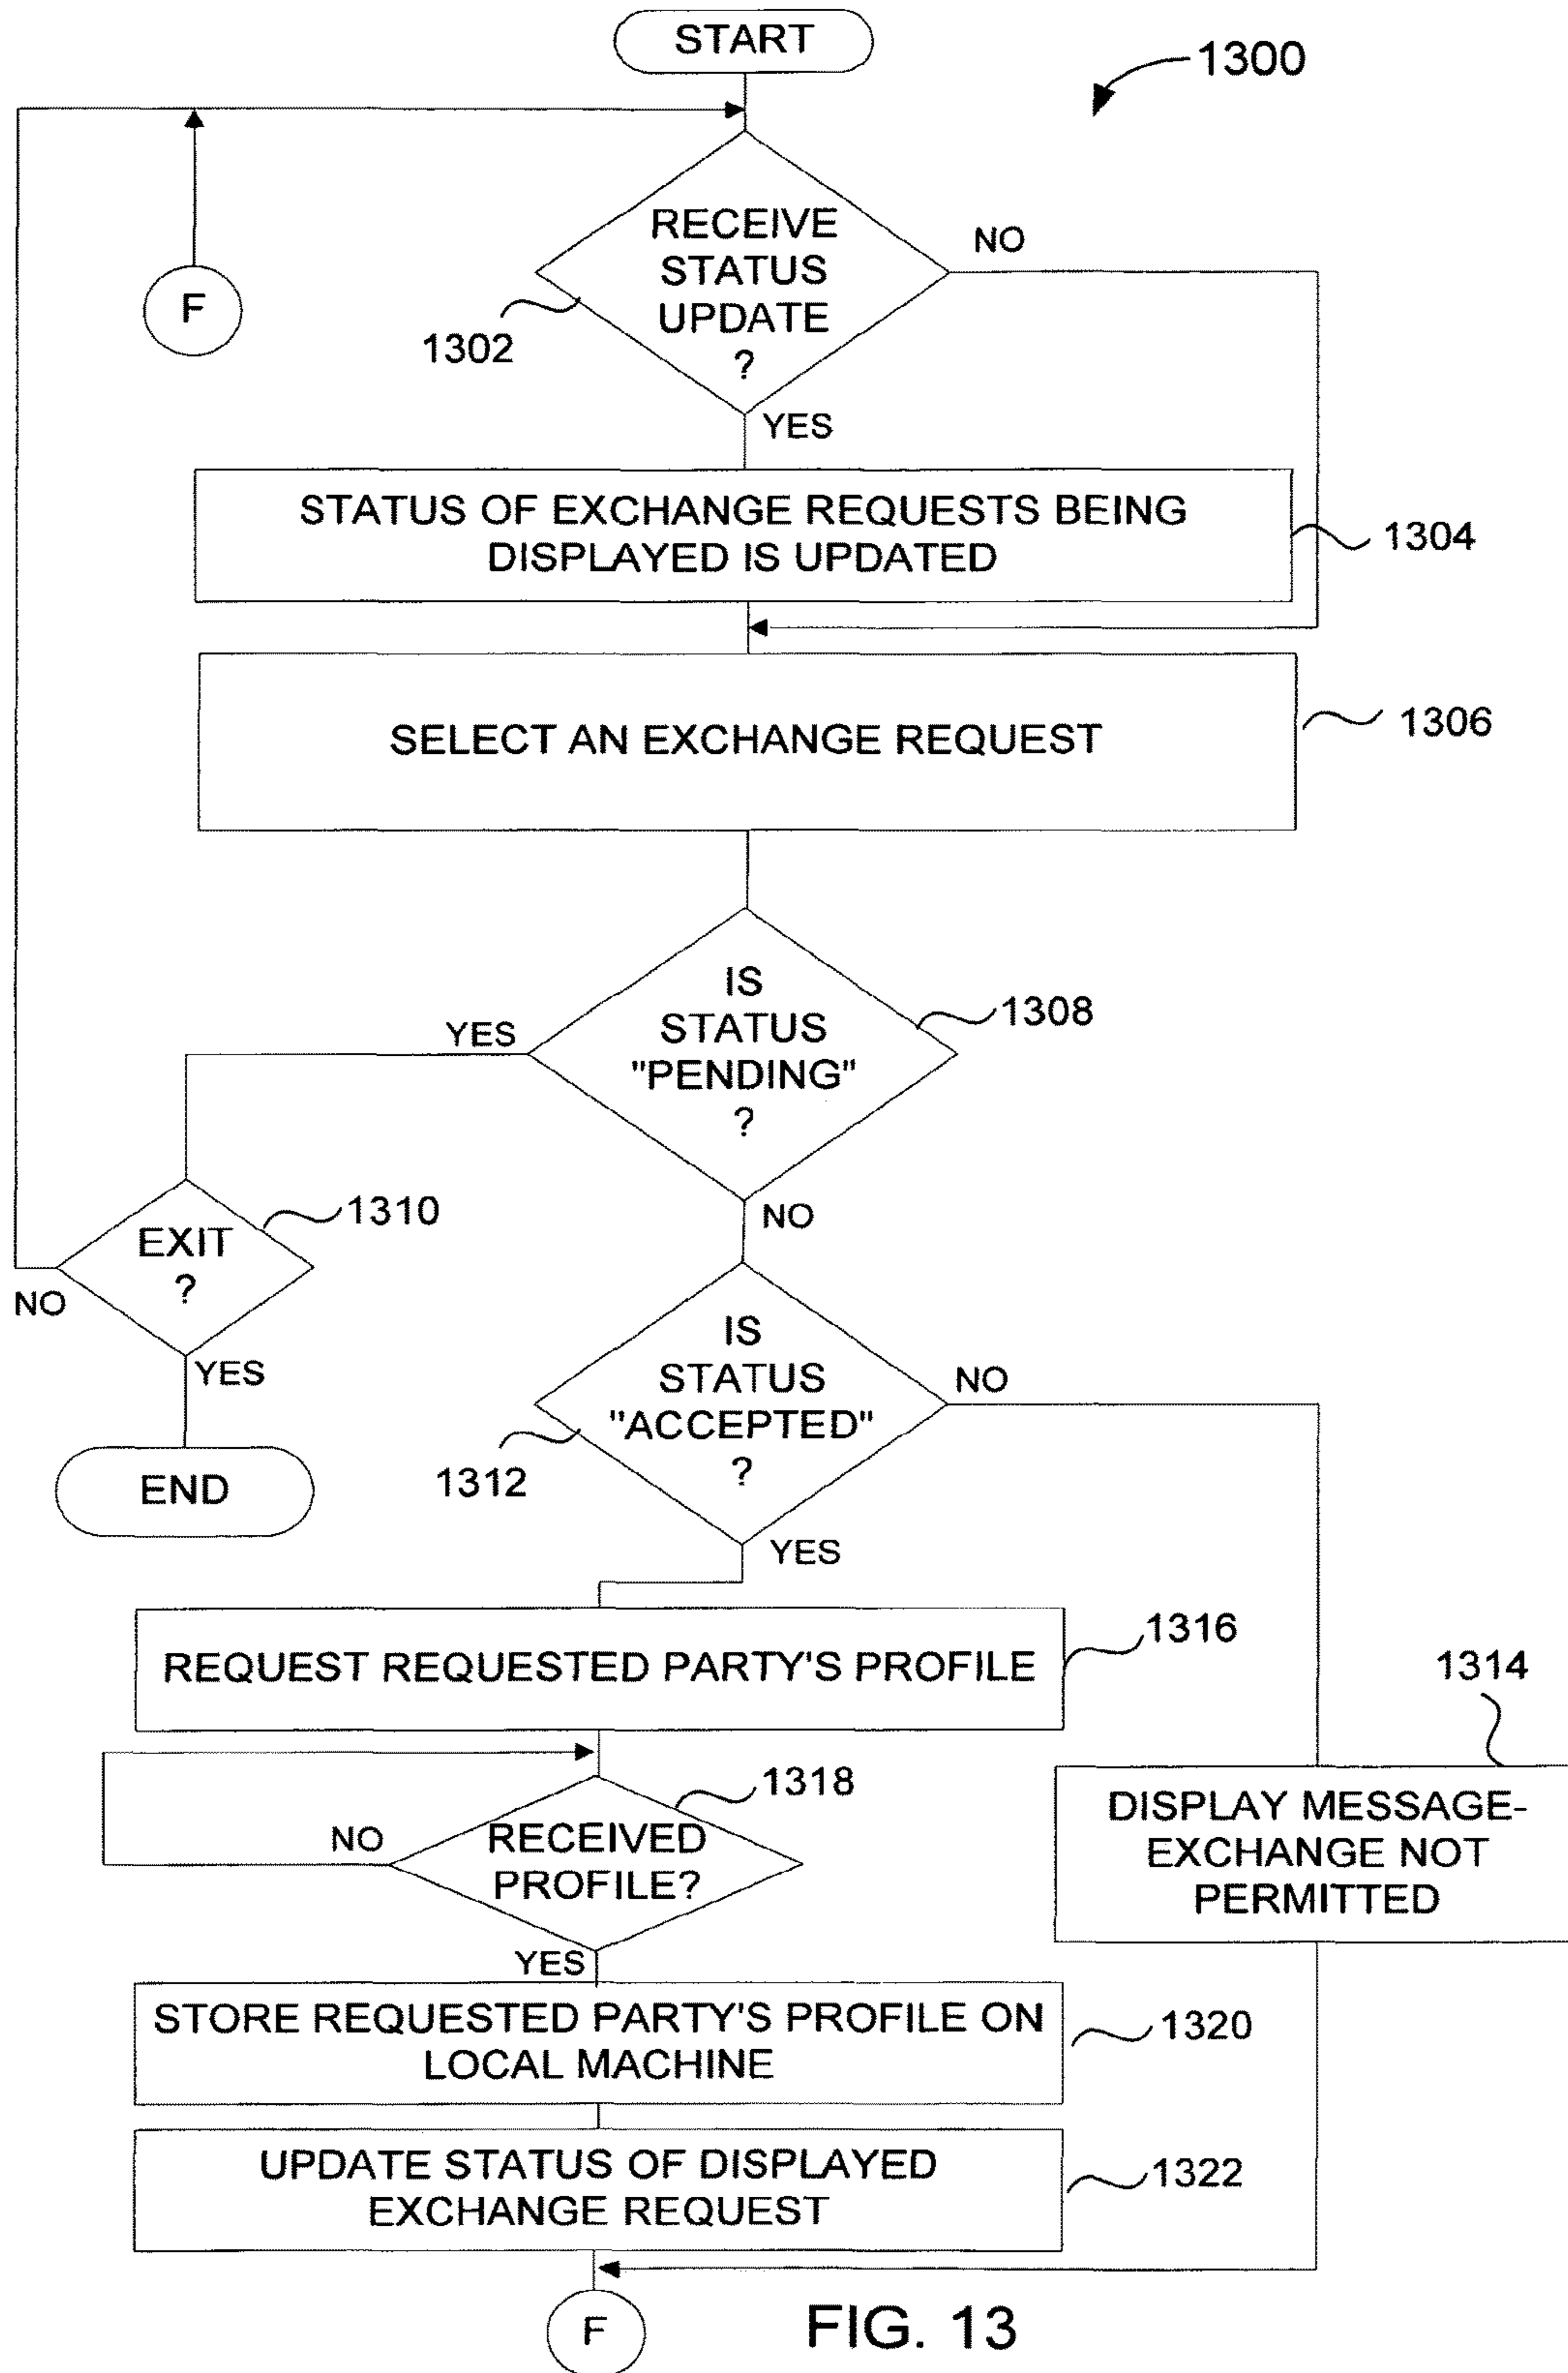 START
1300
RECEIVE
STATUS
UPDATE
?
NO
F
1302
YES
STATUS OF EXCHANGE REQUESTS BEING
DISPLAYED IS UPDATED
1304
SELECT AN EXCHANGE REQUEST
1306
IS
STATUS
"PENDING"
?
1308
YES
NO
EXIT
?
1310
NO
YES
END
IS
STATUS
"ACCEPTED"
?
NO
1312
YES
REQUEST REQUESTED PARTY'S PROFILE
1316
1314
DISPLAY MESSAGE-
EXCHANGE NOT
PERMITTED
RECEIVED
PROFILE?
1318
NO
YES
STORE REQUESTED PARTY'S PROFILE ON
LOCAL MACHINE
1320
UPDATE STATUS OF DISPLAYED
EXCHANGE REQUEST
1322
F
FIG. 13